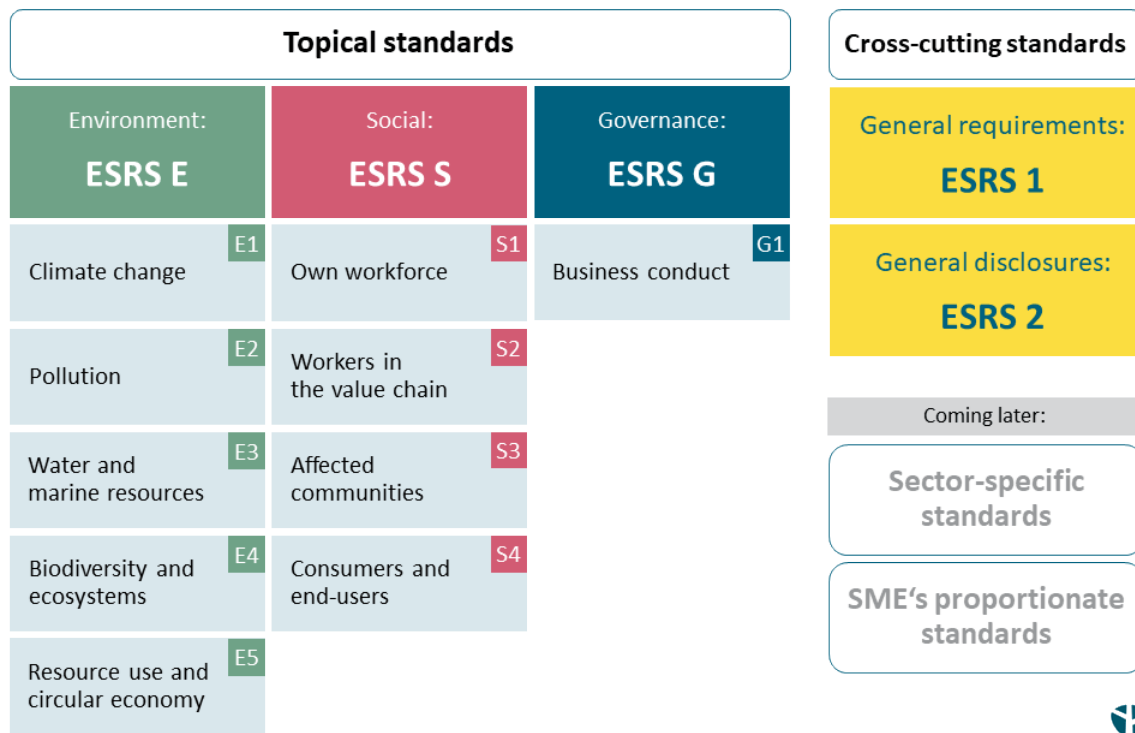 Topical standards
Environment:
ESRS E
E1
Climate change
E2
Pollution
E3
Water and
marine resources
E4
Biodiversity and
ecosystems
E5
Resource use and
circular economy
Social:
ESRS S
S1
Own workforce
S2
Workers in
the value chain
S3
Affected
communities
S4
Consumers and
end-users
Governance:
ESRS G
G1
Business conduct
Cross-cutting standards
General requirements:
ESRS 1
General disclosures:
ESRS 2
Coming later:
Sector-specific
standards
SME‘s proportionate
standards